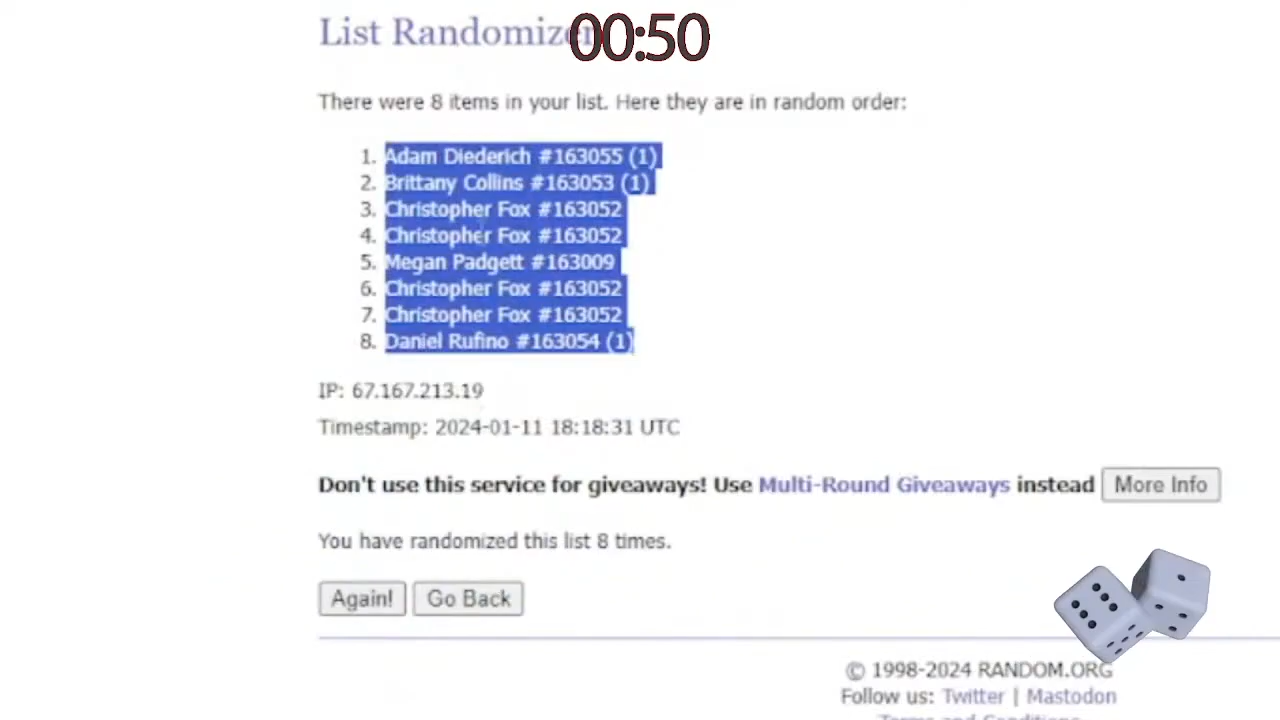 List Randomizer
00:50
There were 8 items in your list. Here they are in random order:
1. Adam Diederich #163055 (1)
2. Brittany Collins #163053 (1)
3. Christopher Fox #163052
4. Christopher Fox #163052
5. Megan Padgett #163009
6. Christopher Fox #163052
7. Christopher Fox #163052
8. Daniel Rufino #163054 (1)
IP: 67.167.213.19
Timestamp: 2024-01-11 18:18:31 UTC
Don't use this service for giveaways! Use Multi-Round Giveaways instead More Info
You have randomized this list 8 times.
Again! Go Back
© 1998-2024 RANDOM.ORG
Follow us: Twitter | Mastodon
Terms and Conditions